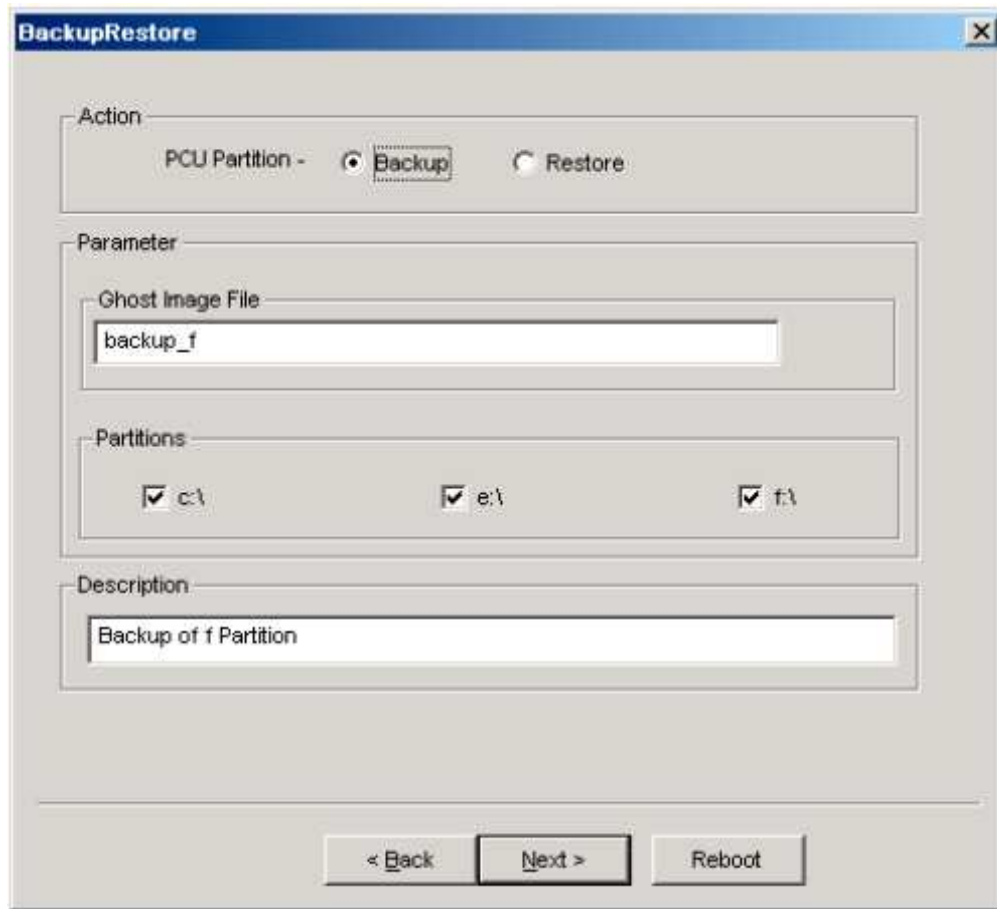 BackupRestore
Action
PCU Partition - Backup Restore
Parameter
Ghost Image File
backup_f
Partitions
c:\ e:\ f:\
Description
Backup of f Partition
< Back Next > Reboot